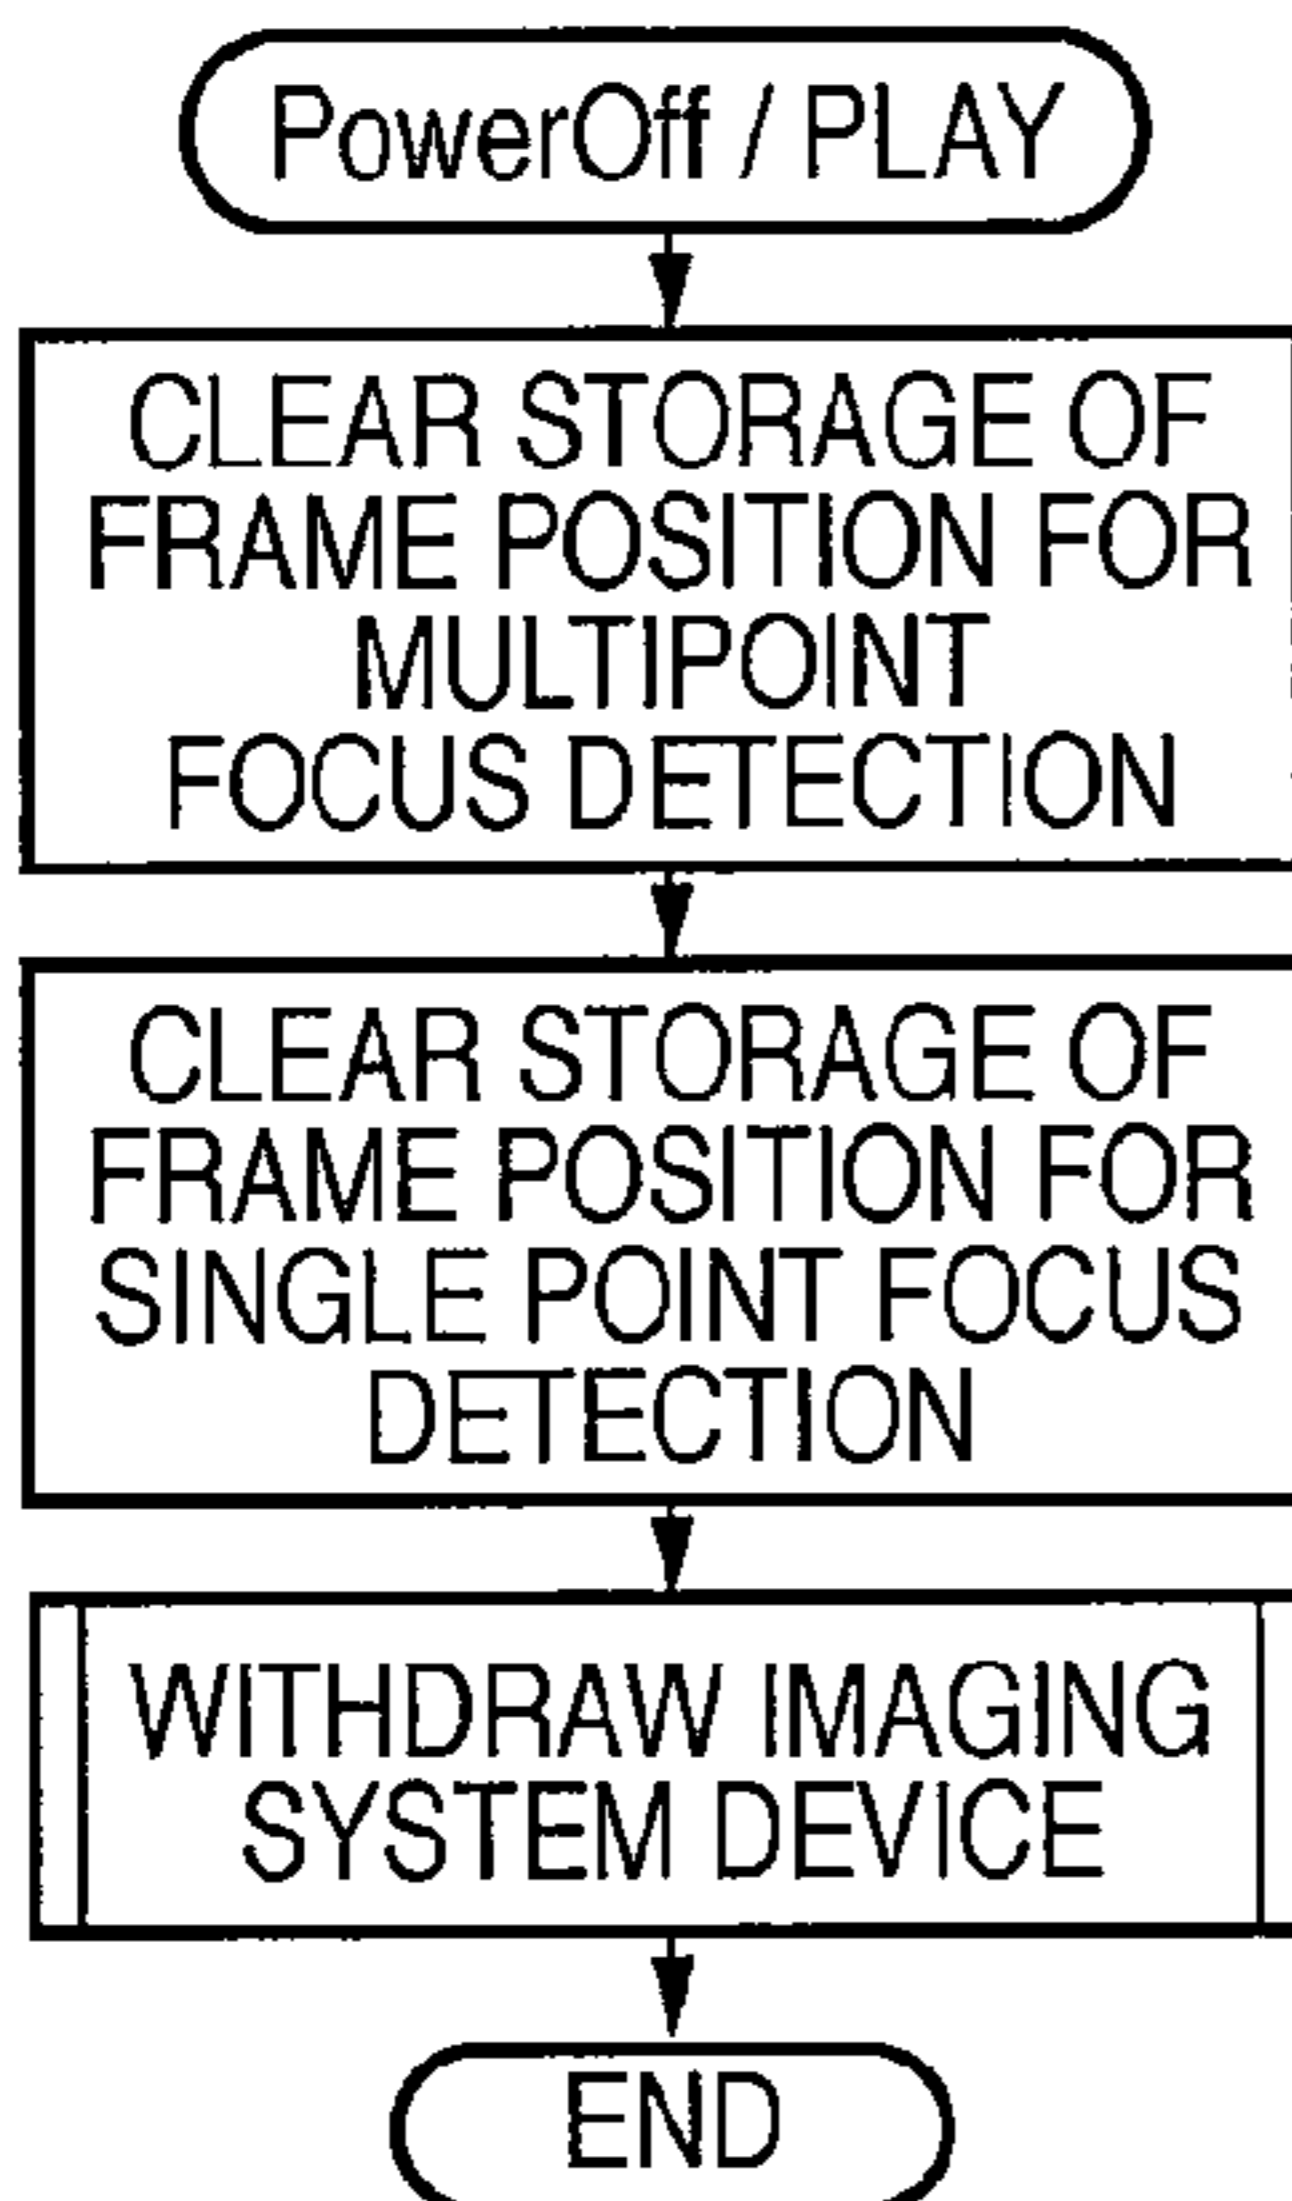 PowerOff / PLAY
CLEAR STORAGE OF
FRAME POSITION FOR
MULTIPOINT
FOCUS DETECTION
CLEAR STORAGE OF
FRAME POSITION FOR
SINGLE POINT FOCUS
DETECTION
WITHDRAW IMAGING
SYSTEM DEVICE
END